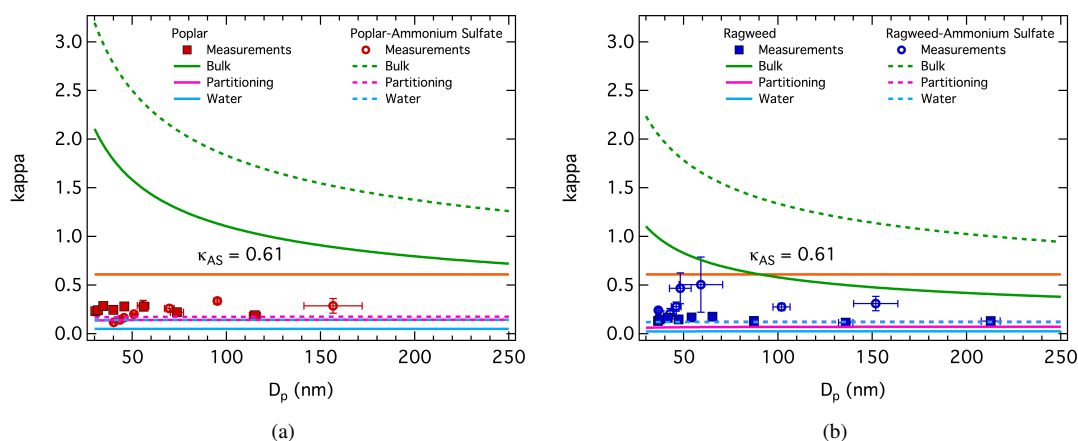 Poplar
Measurements
Bulk
Partitioning
Water
Poplar-Ammonium Sulfate
Measurements
Bulk
Partitioning
Water
κAS = 0.61
kappa
3.0
2.5
2.0
1.5
1.0
0.5
0.0
50
100
150
200
250
Dp (nm)
(a)
Ragweed
Measurements
Bulk
Partitioning
Water
Ragweed-Ammonium Sulfate
Measurements
Bulk
Partitioning
Water
κAS = 0.61
kappa
3.0
2.5
2.0
1.5
1.0
0.5
0.0
50
100
150
200
250
Dp (nm)
(b)